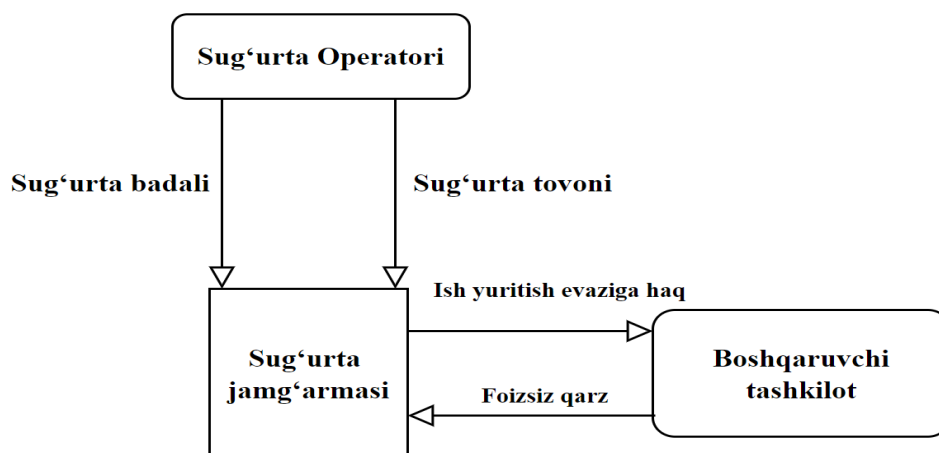 Sug‘urta Operatori
Sug‘urta badali
Sug‘urta tovoni
Ish yuritish evaziga haq
Sug‘urta
jamg‘armasi
Boshqaruvchi
tashkilot
Foizsiz qarz